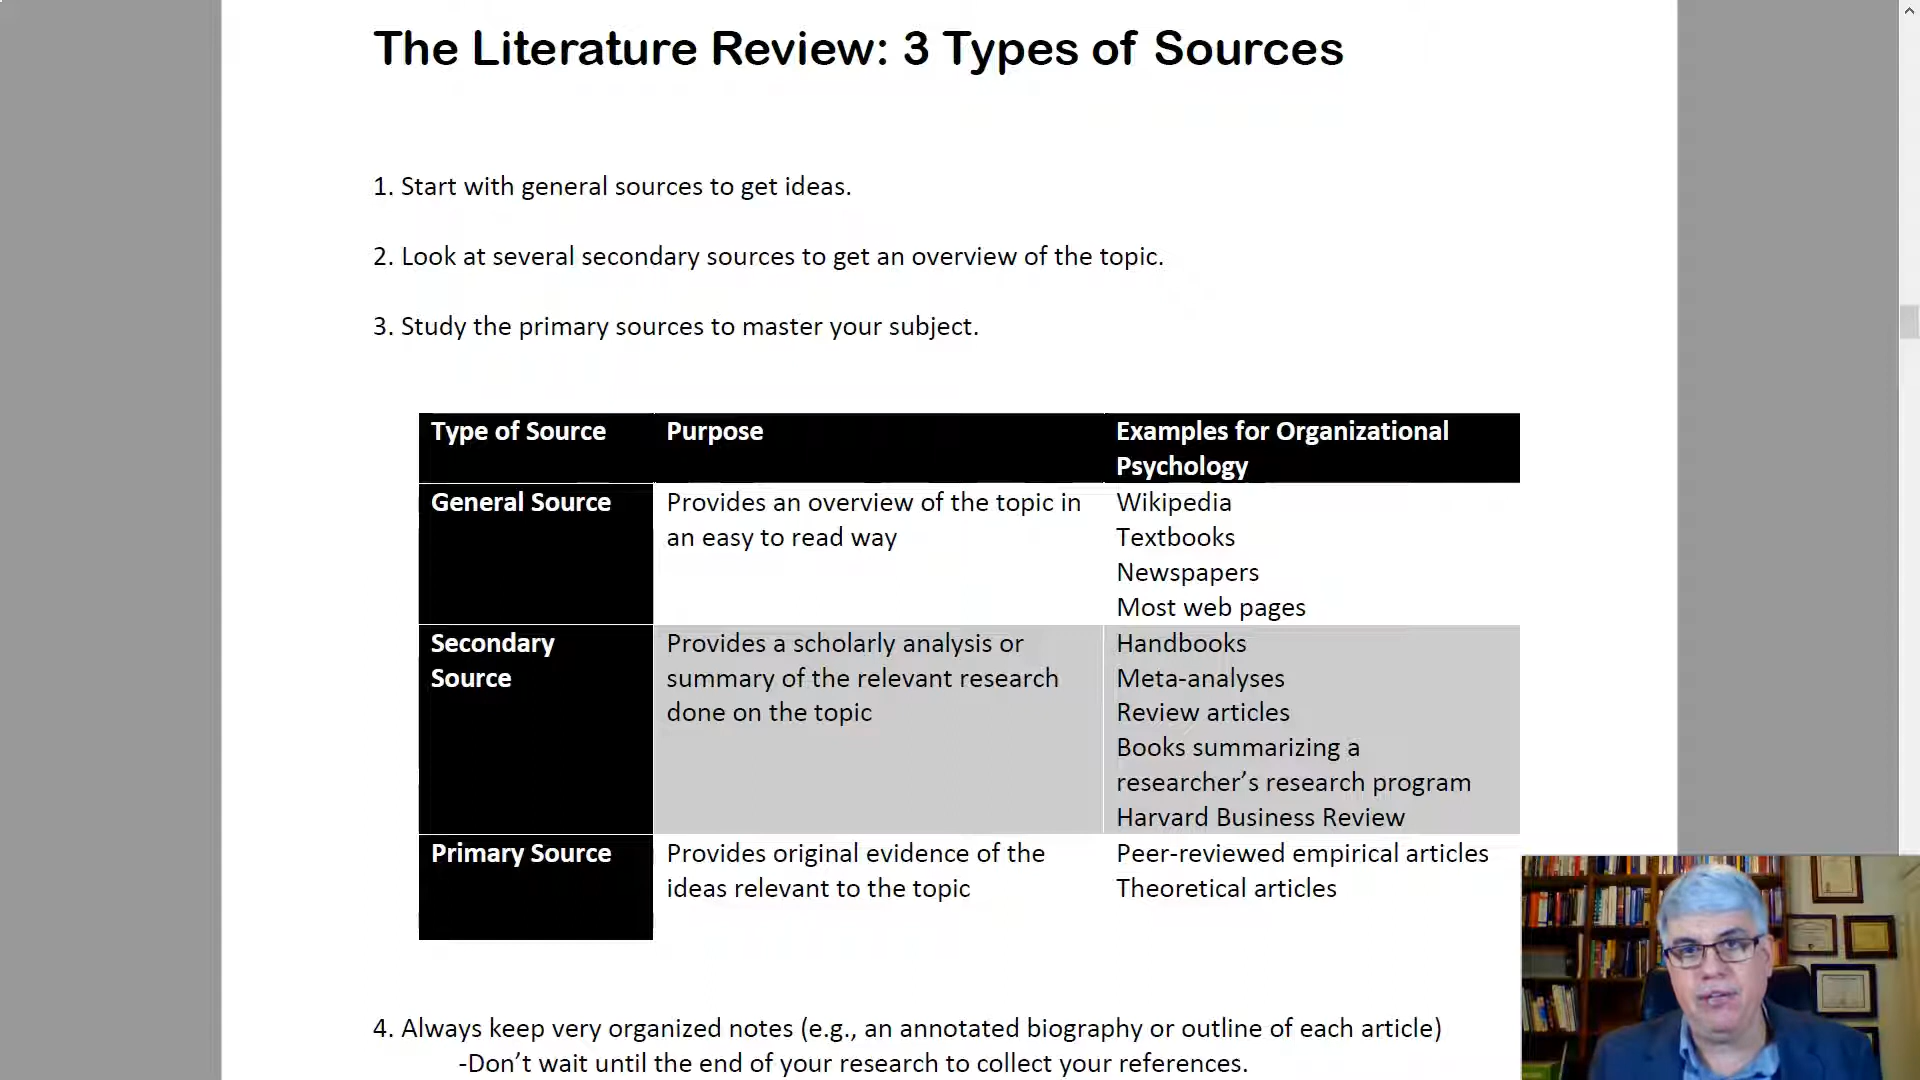 The Literature Review: 3 Types of Sources
1. Start with general sources to get ideas.
2. Look at several secondary sources to get an overview of the topic.
3. Study the primary sources to master your subject.
Type of Source
Purpose
Examples for Organizational
Psychology
General Source
Provides an overview of the topic in
an easy to read way
Wikipedia
Textbooks
Newspapers
Most web pages
Secondary
Source
Provides a scholarly analysis or
summary of the relevant research
done on the topic
Handbooks
Meta-analyses
Review articles
Books summarizing a
researcher’s research program
Harvard Business Review
Primary Source
Provides original evidence of the
ideas relevant to the topic
Peer-reviewed empirical articles
Theoretical articles
4. Always keep very organized notes (e.g., an annotated biography or outline of each article)
-Don’t wait until the end of your research to collect your references.